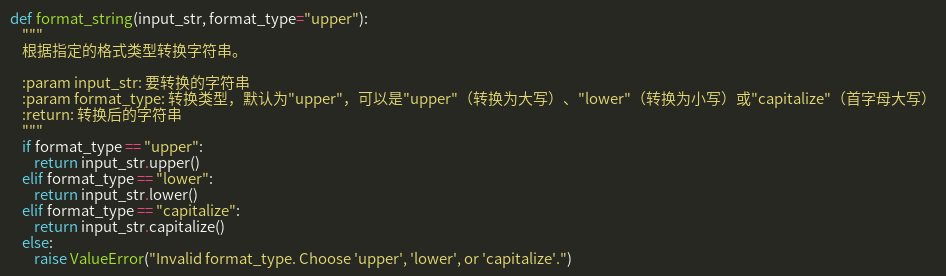 def format_string(input_str, format_type="upper"):
"""
根据指定的格式类型转换字符串。
:param input_str: 要转换的字符串
:param format_type: 转换类型，默认为"upper"，可以是"upper"（转换为大写）、"lower"（转换为小写）或"capitalize"（首字母大写）
:return: 转换后的字符串
"""
if format_type == "upper":
return input_str.upper()
elif format_type == "lower":
return input_str.lower()
elif format_type == "capitalize":
return input_str.capitalize()
else:
raise ValueError("Invalid format_type. Choose 'upper', 'lower', or 'capitalize'.")